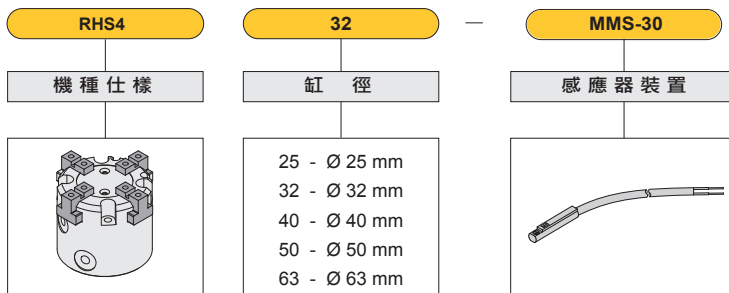 RHS4 32 — MMS-30
機種仕樣 缸徑 感應器裝置
25 - Ø 25 mm
32 - Ø 32 mm
40 - Ø 40 mm
50 - Ø 50 mm
63 - Ø 63 mm